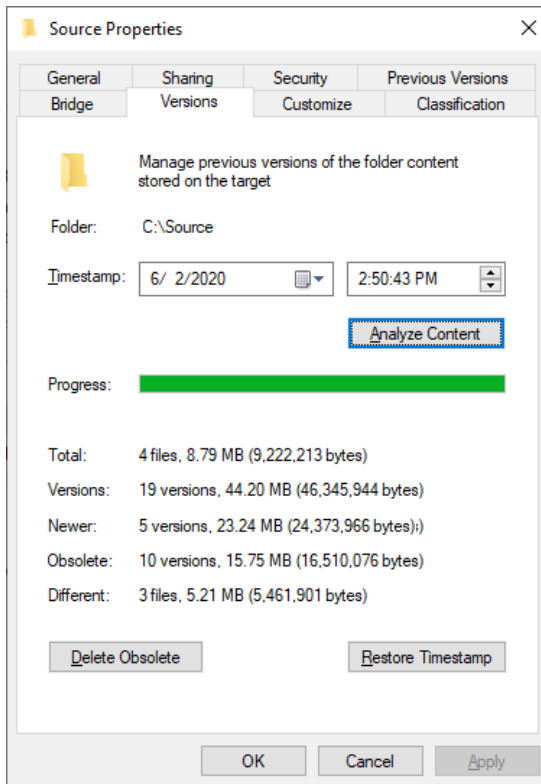 Source Properties
General Sharing Security Previous Versions
Bridge Versions Customize Classification
Manage previous versions of the folder content
stored on the target
Folder: C:\Source
Timestamp: 6/ 2/2020 2:50:43 PM
Analyze Content
Progress:
Total: 4 files, 8.79 MB (9,222,213 bytes)
Versions: 19 versions, 44.20 MB (46,345,944 bytes)
Newer: 5 versions, 23.24 MB (24,373,966 bytes);)
Obsolete: 10 versions, 15.75 MB (16,510,076 bytes)
Different: 3 files, 5.21 MB (5,461,901 bytes)
Delete Obsolete Restore Timestamp
OK Cancel Apply